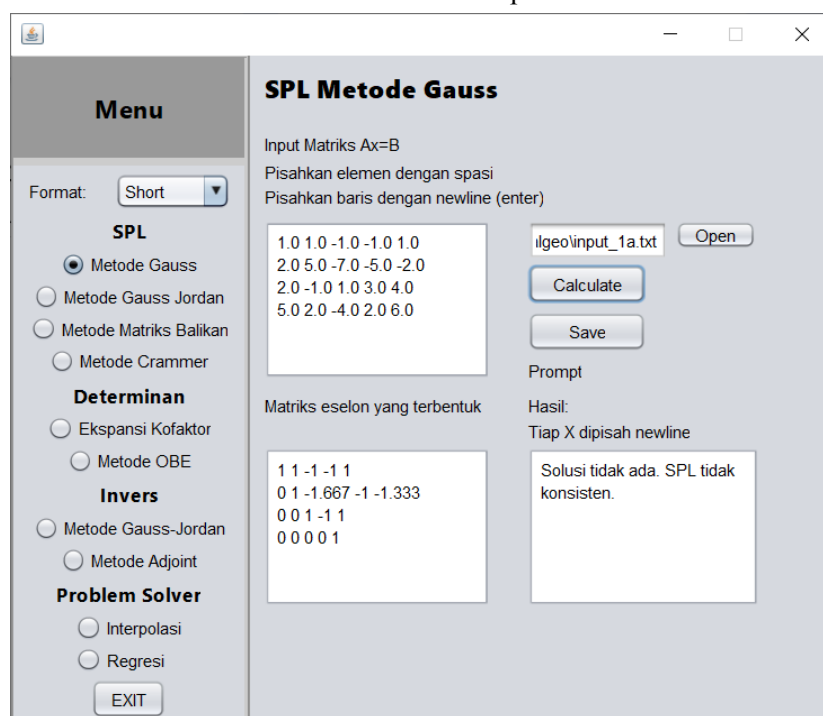 Menu
Format:
Short
SPL
Metode Gauss
Metode Gauss Jordan
Metode Matriks Balikan
Metode Crammer
Determinan
Ekspansi Kofaktor
Metode OBE
Invers
Metode Gauss-Jordan
Metode Adjoint
Problem Solver
Interpolasi
Regresi
EXIT
SPL Metode Gauss
Input Matriks Ax=B
Pisahkan elemen dengan spasi
Pisahkan baris dengan newline (enter)
1.0 1.0 -1.0 -1.0 1.0
2.0 5.0 -7.0 -5.0 -2.0
2.0 -1.0 1.0 3.0 4.0
5.0 2.0 -4.0 2.0 6.0
ılgeo\input_1a.txt
Open
Calculate
Save
Prompt
Matriks eselon yang terbentuk
1 1 -1 -1 1
0 1 -1.667 -1 -1.333
0 0 1 -1 1
0 0 0 0 1
Hasil:
Tiap X dipisah newline
Solusi tidak ada. SPL tidak
konsisten.